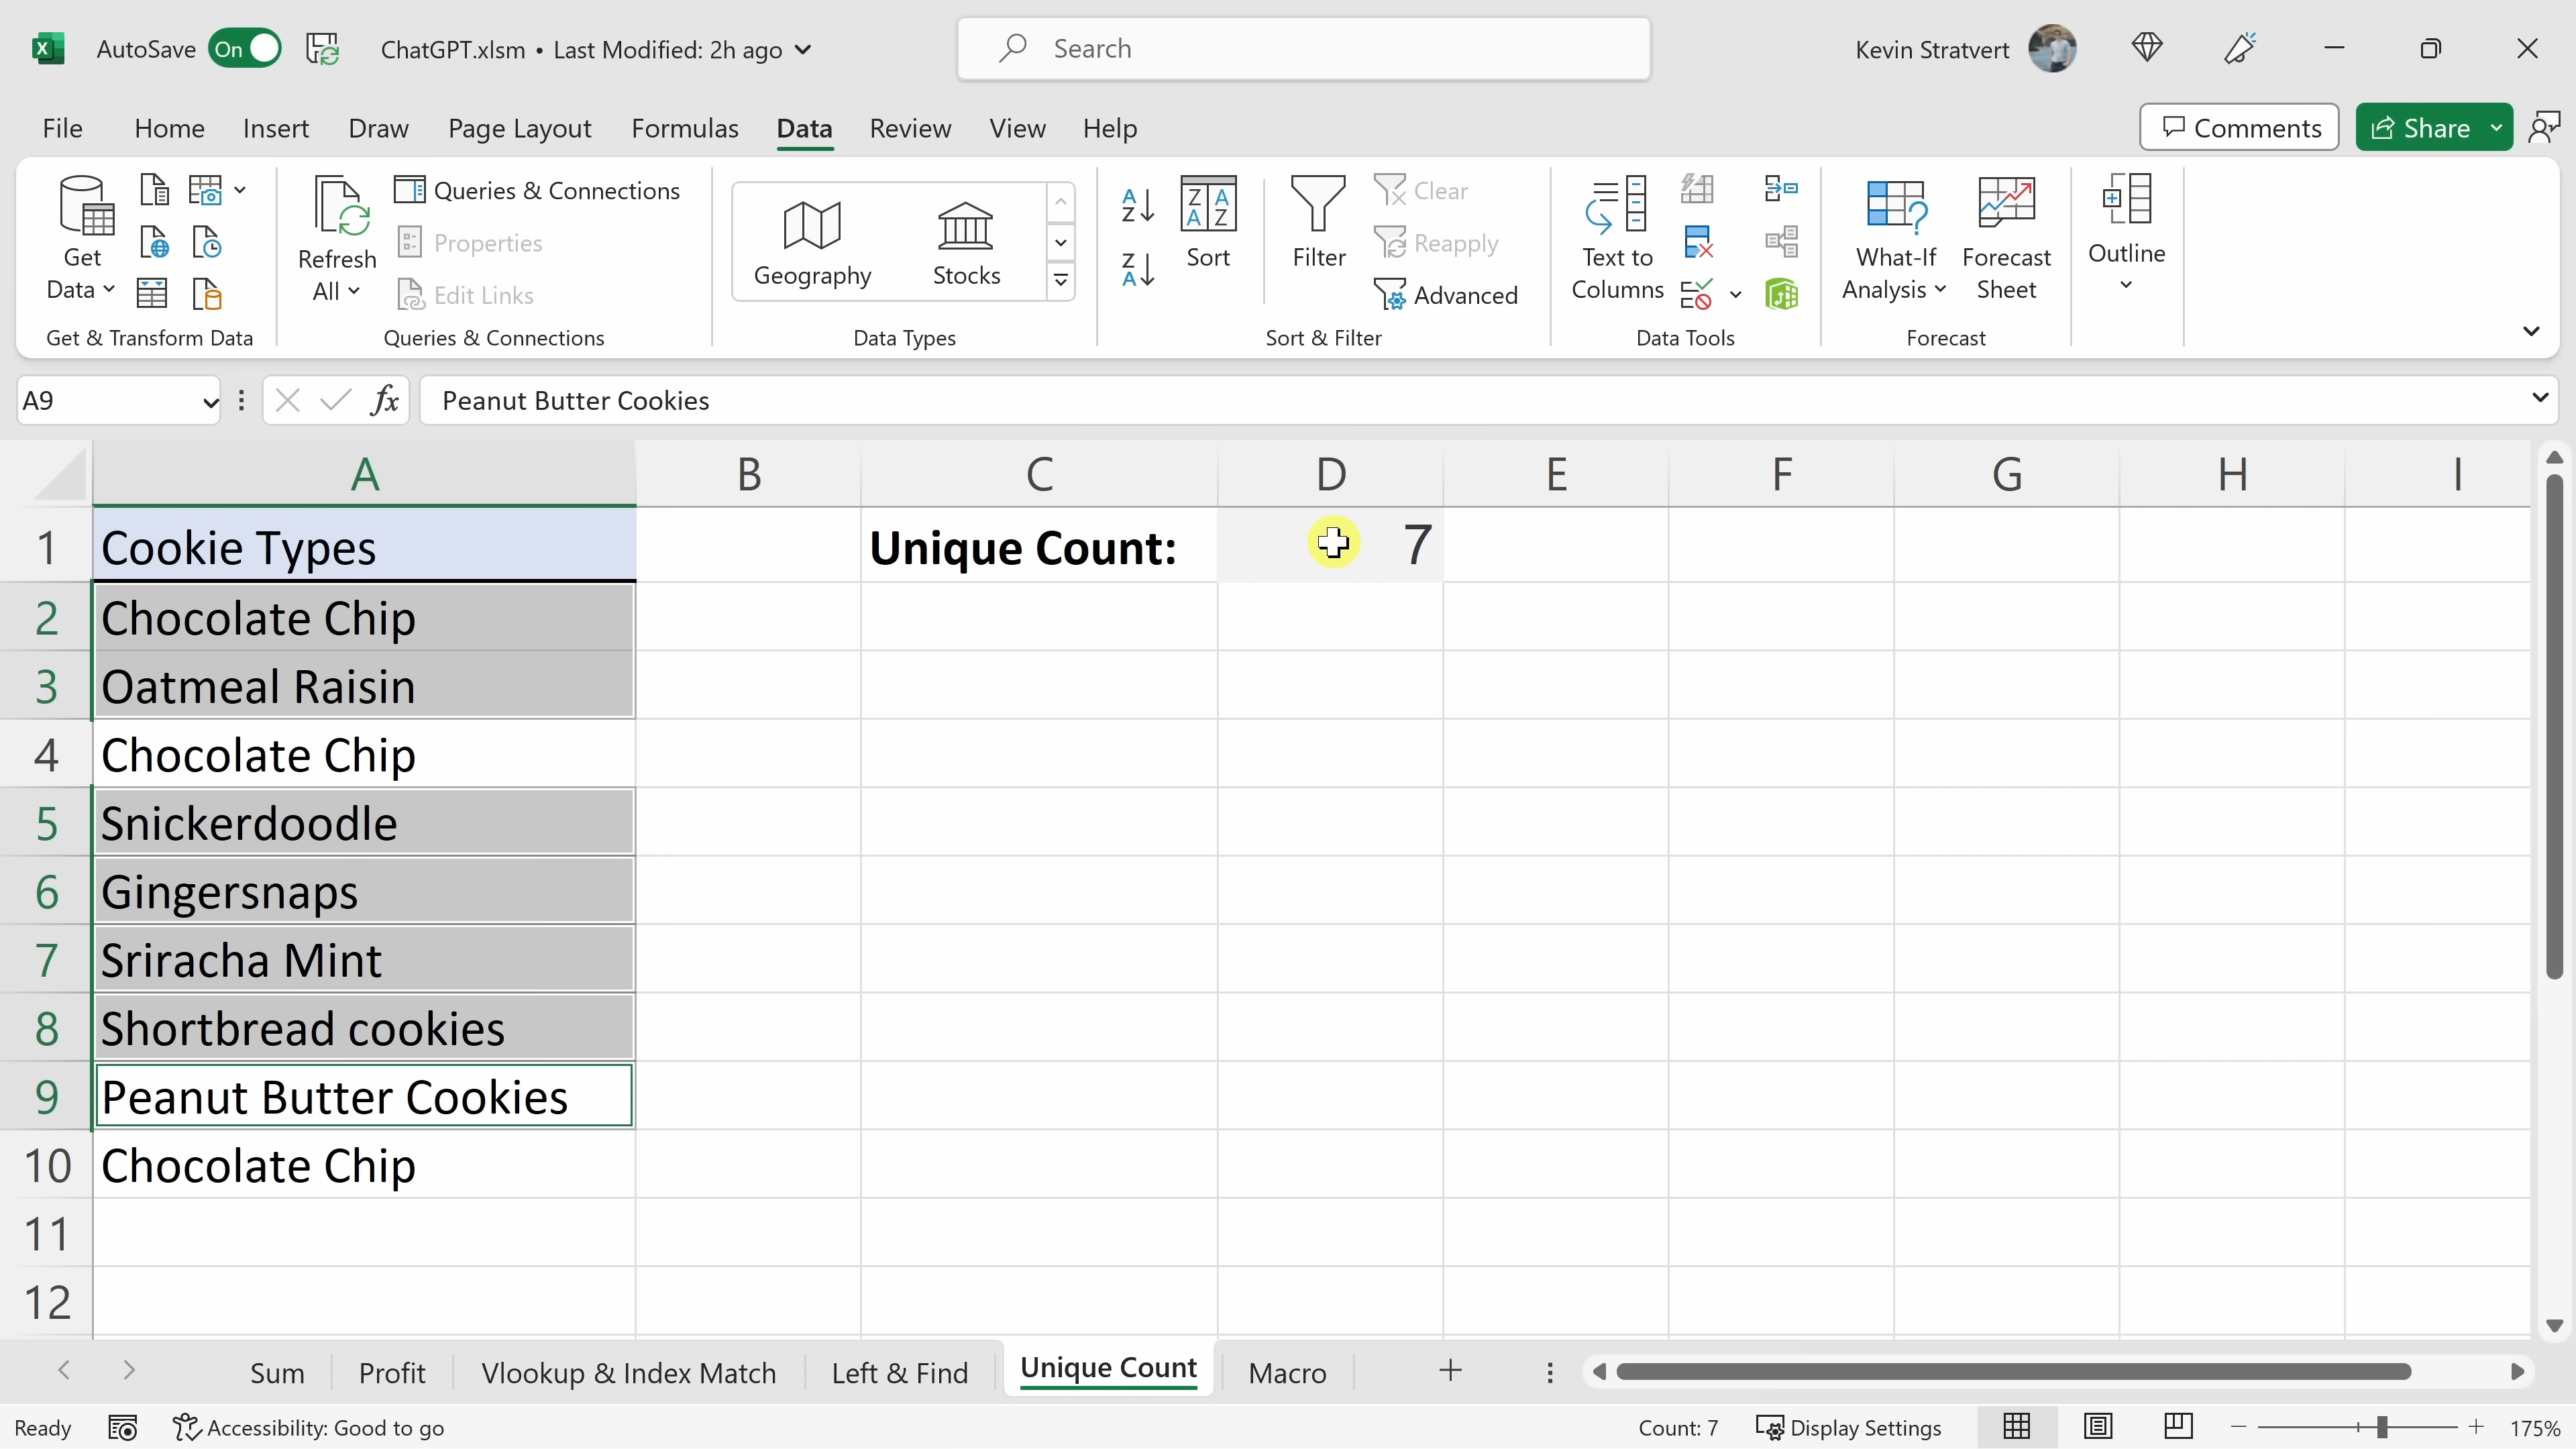 AutoSave On ChatGPT.xlsm • Last Modified: 2h ago Search Kevin Stratvert
File Home Insert Draw Page Layout Formulas Data Review View Help Comments Share
Get Data
Get & Transform Data
Refresh All
Queries & Connections
Properties
Edit Links
Queries & Connections
Geography Stocks
Data Types
Sort
Filter
Clear
Reapply
Advanced
Sort & Filter
Text to Columns
Data Tools
What-If Analysis
Forecast Sheet
Forecast
Outline
A9 fx Peanut Butter Cookies
A B C D E F G H I
1 Cookie Types Unique Count: 7
2 Chocolate Chip
3 Oatmeal Raisin
4 Chocolate Chip
5 Snickerdoodle
6 Gingersnaps
7 Sriracha Mint
8 Shortbread cookies
9 Peanut Butter Cookies
10 Chocolate Chip
11
12
Sum Profit Vlookup & Index Match Left & Find Unique Count Macro
Ready Accessibility: Good to go Count: 7 Display Settings 175%